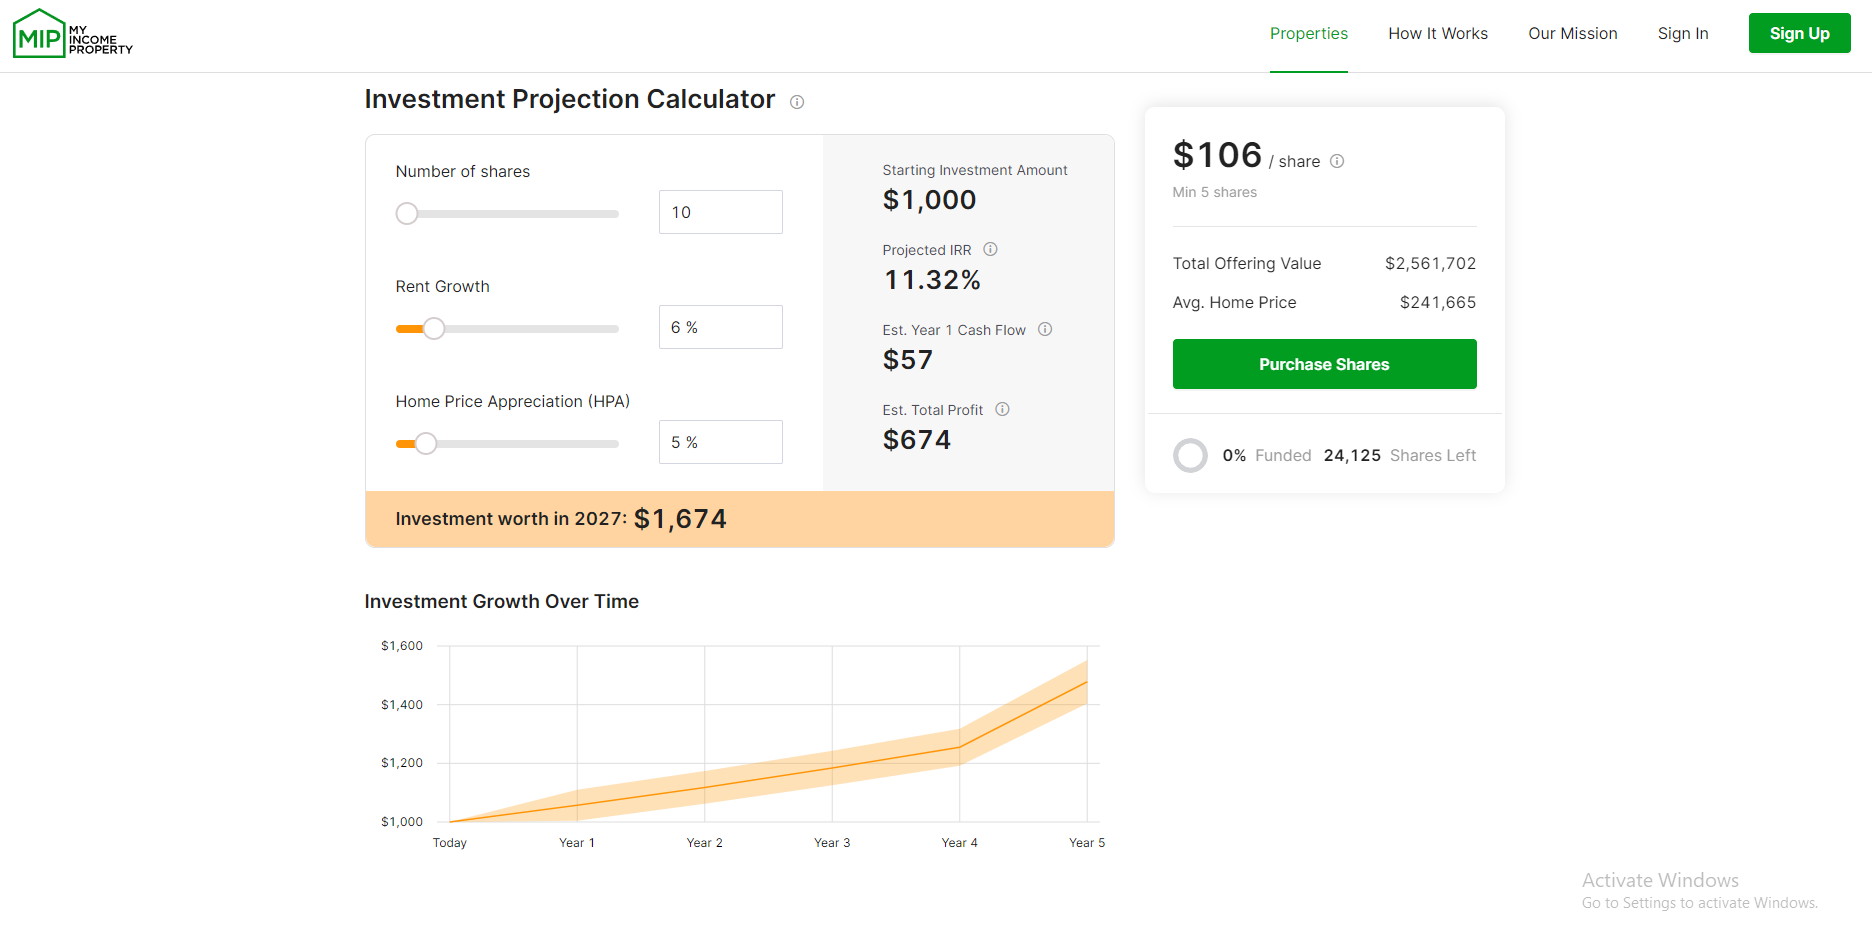 MIP MY INCOME PROPERTY
Properties
How It Works
Our Mission
Sign In
Sign Up
Investment Projection Calculator
Number of shares
10
Rent Growth
6 %
Home Price Appreciation (HPA)
5 %
Starting Investment Amount
$1,000
Projected IRR
11.32%
Est. Year 1 Cash Flow
$57
Est. Total Profit
$674
Investment worth in 2027: $1,674
$106 / share
Min 5 shares
Total Offering Value $2,561,702
Avg. Home Price $241,665
Purchase Shares
0% Funded 24,125 Shares Left
Investment Growth Over Time
$1,600
$1,400
$1,200
$1,000
Today Year 1 Year 2 Year 3 Year 4 Year 5
Activate Windows
Go to Settings to activate Windows.